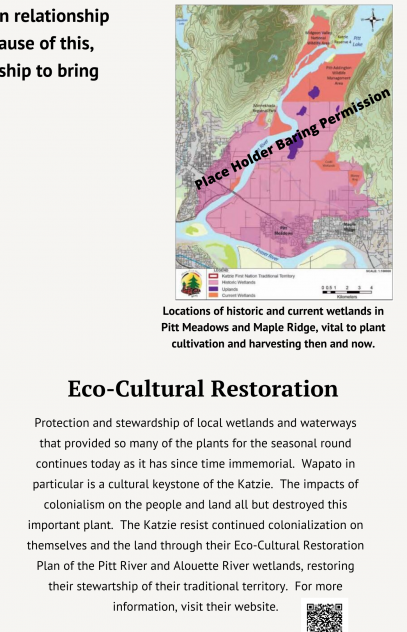 n relationship
ause of this,
ship to bring
Pitt
Lake
Place Holder Baring Permission
Pitt
Meadows
Maple
Ridge
Legend
Katzie First Nation Traditional Territory
Historic Wetlands
Uplands
Current Wetlands
Kilometers
Locations of historic and current wetlands in
Pitt Meadows and Maple Ridge, vital to plant
cultivation and harvesting then and now.
Eco-Cultural Restoration
Protection and stewardship of local wetlands and waterways
that provided so many of the plants for the seasonal round
continues today as it has since time immemorial. Wapato in
particular is a cultural keystone of the Katzie. The impacts of
colonialism on the people and land all but destroyed this
important plant. The Katzie resist continued colonialization on
themselves and the land through their Eco-Cultural Restoration
Plan of the Pitt River and Alouette River wetlands, restoring
their stewartship of their traditional territory. For more
information, visit their website.